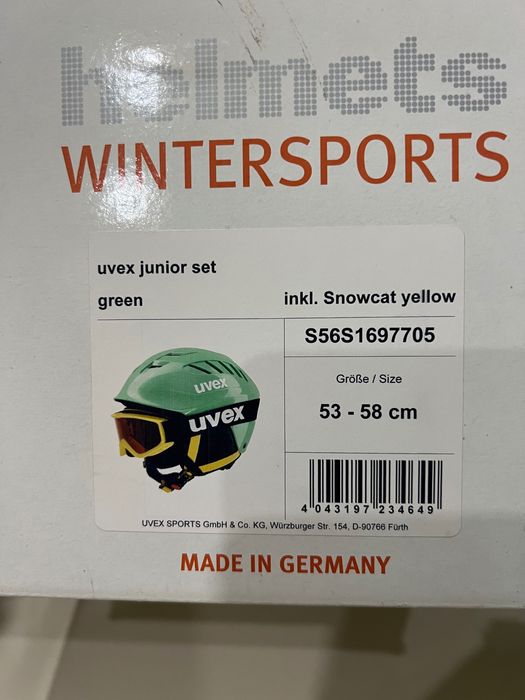 helmets
WINTERSPORTS
uvex junior set
green inkl. Snowcat yellow
S56S1697705
uvex
uvex
Größe / Size
53 - 58 cm
4 043197 234649
UVEX SPORTS GmbH & Co. KG, Würzburger Str. 154, D-90766 Fürth
MADE IN GERMANY